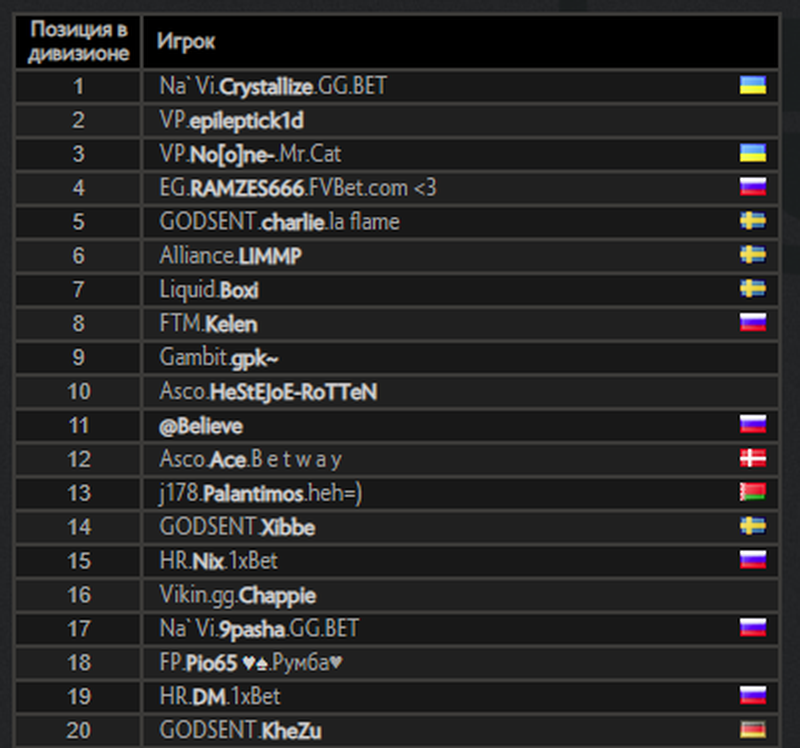 Позиция в дивизионе Игрок
1 Na`Vi.Crystallize.GG.BET
2 VP.epileptick1d
3 VP.No[o]ne-.Mr.Cat
4 EG.RAMZES666.FVBet.com <3
5 GODSENT.charlie.la flame
6 Alliance.LIMMP
7 Liquid.Boxi
8 FTM.Kelen
9 Gambit.gpk~
10 Asco.HeStEJoE-RoTTeN
11 @Believe
12 Asco.Ace.B e t w a y
13 j178.Palantimos.heh=)
14 GODSENT.Xibbe
15 HR.Nix.1xBet
16 Vikin.gg.Chappie
17 Na`Vi.9pasha.GG.BET
18 FP.Pio65 ♥♠.Румба♥
19 HR.DM.1xBet
20 GODSENT.KheZu